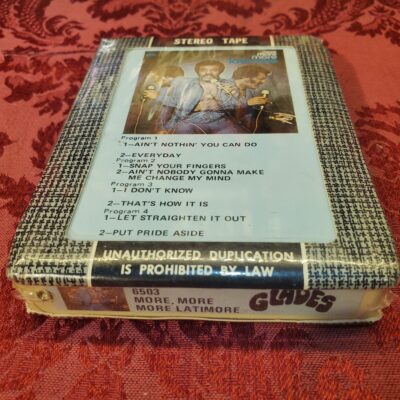 STEREO TAPE
more
more
Program 1
1—AIN'T NOTHIN' YOU CAN DO
2—EVERYDAY
Program 2
1—SNAP YOUR FINGERS
2—AIN'T NOBODY GONNA MAKE
ME CHANGE MY MIND
Program 3
1—I DON'T KNOW
2—THAT'S HOW IT IS
Program 4
1—LET STRAIGHTEN IT OUT
2—PUT PRIDE ASIDE
UNAUTHORIZED DUPLICATION
IS PROHIBITED BY LAW
6503
MORE, MORE
MORE LATIMORE
GLADES